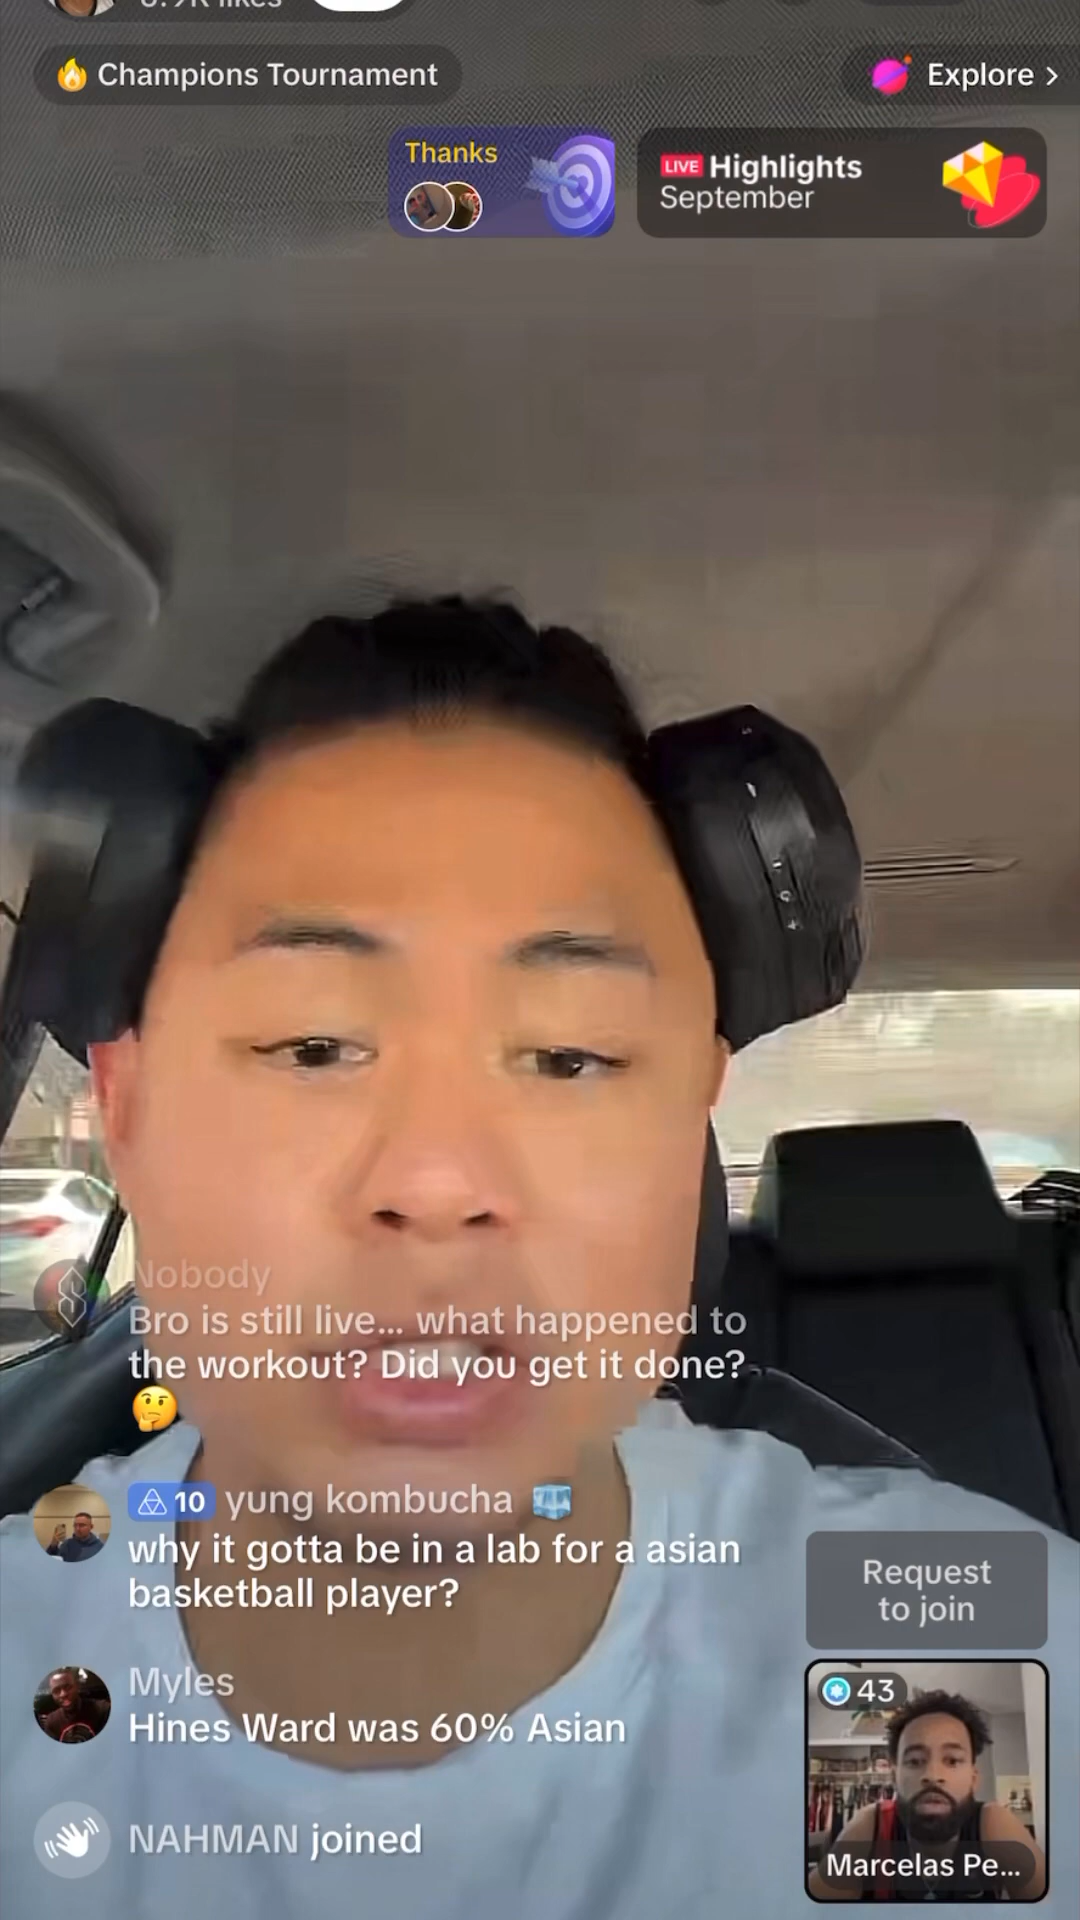 🔥 Champions Tournament
Explore >
Thanks
LIVE Highlights
September
Nobody
Bro is still live... what happened to
the workout? Did you get it done?
🤔
10 yung kombucha 🧊
why it gotta be in a lab for a asian
basketball player?
Request
to join
Myles
Hines Ward was 60% Asian
43
NAHMAN joined
Marcelas Pe...